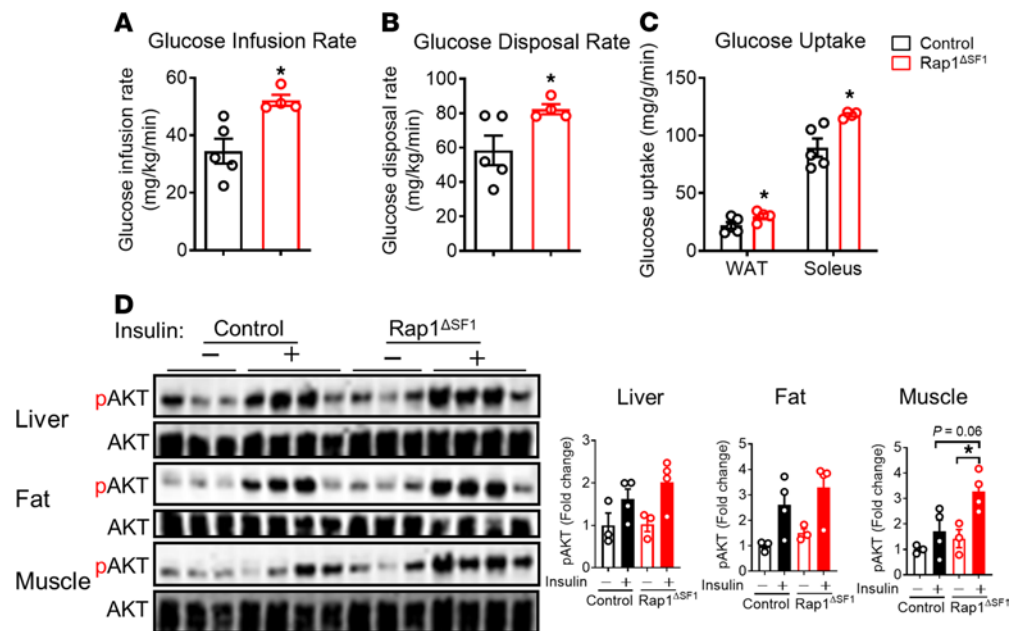 A
Glucose Infusion Rate
Glucose infusion rate
(mg/kg/min)
60
40
20
0
*
B
Glucose Disposal Rate
Glucose disposal rate
(mg/kg/min)
100
80
60
40
20
0
*
C
Glucose Uptake
Glucose uptake (mg/g/min)
150
100
50
0
*
*
WAT
Soleus
Control
Rap1ΔSF1
D
Insulin:
Control
Rap1ΔSF1
− + − +
Liver
pAKT
AKT
Fat
pAKT
AKT
Muscle
pAKT
AKT
Liver
pAKT (Fold change)
3
2
1
0
Insulin − + − +
Control Rap1ΔSF1
Fat
pAKT (Fold change)
5
4
3
2
1
0
Insulin − + − +
Control Rap1ΔSF1
Muscle
P = 0.06
*
pAKT (Fold change)
5
4
3
2
1
0
Insulin − + − +
Control Rap1ΔSF1